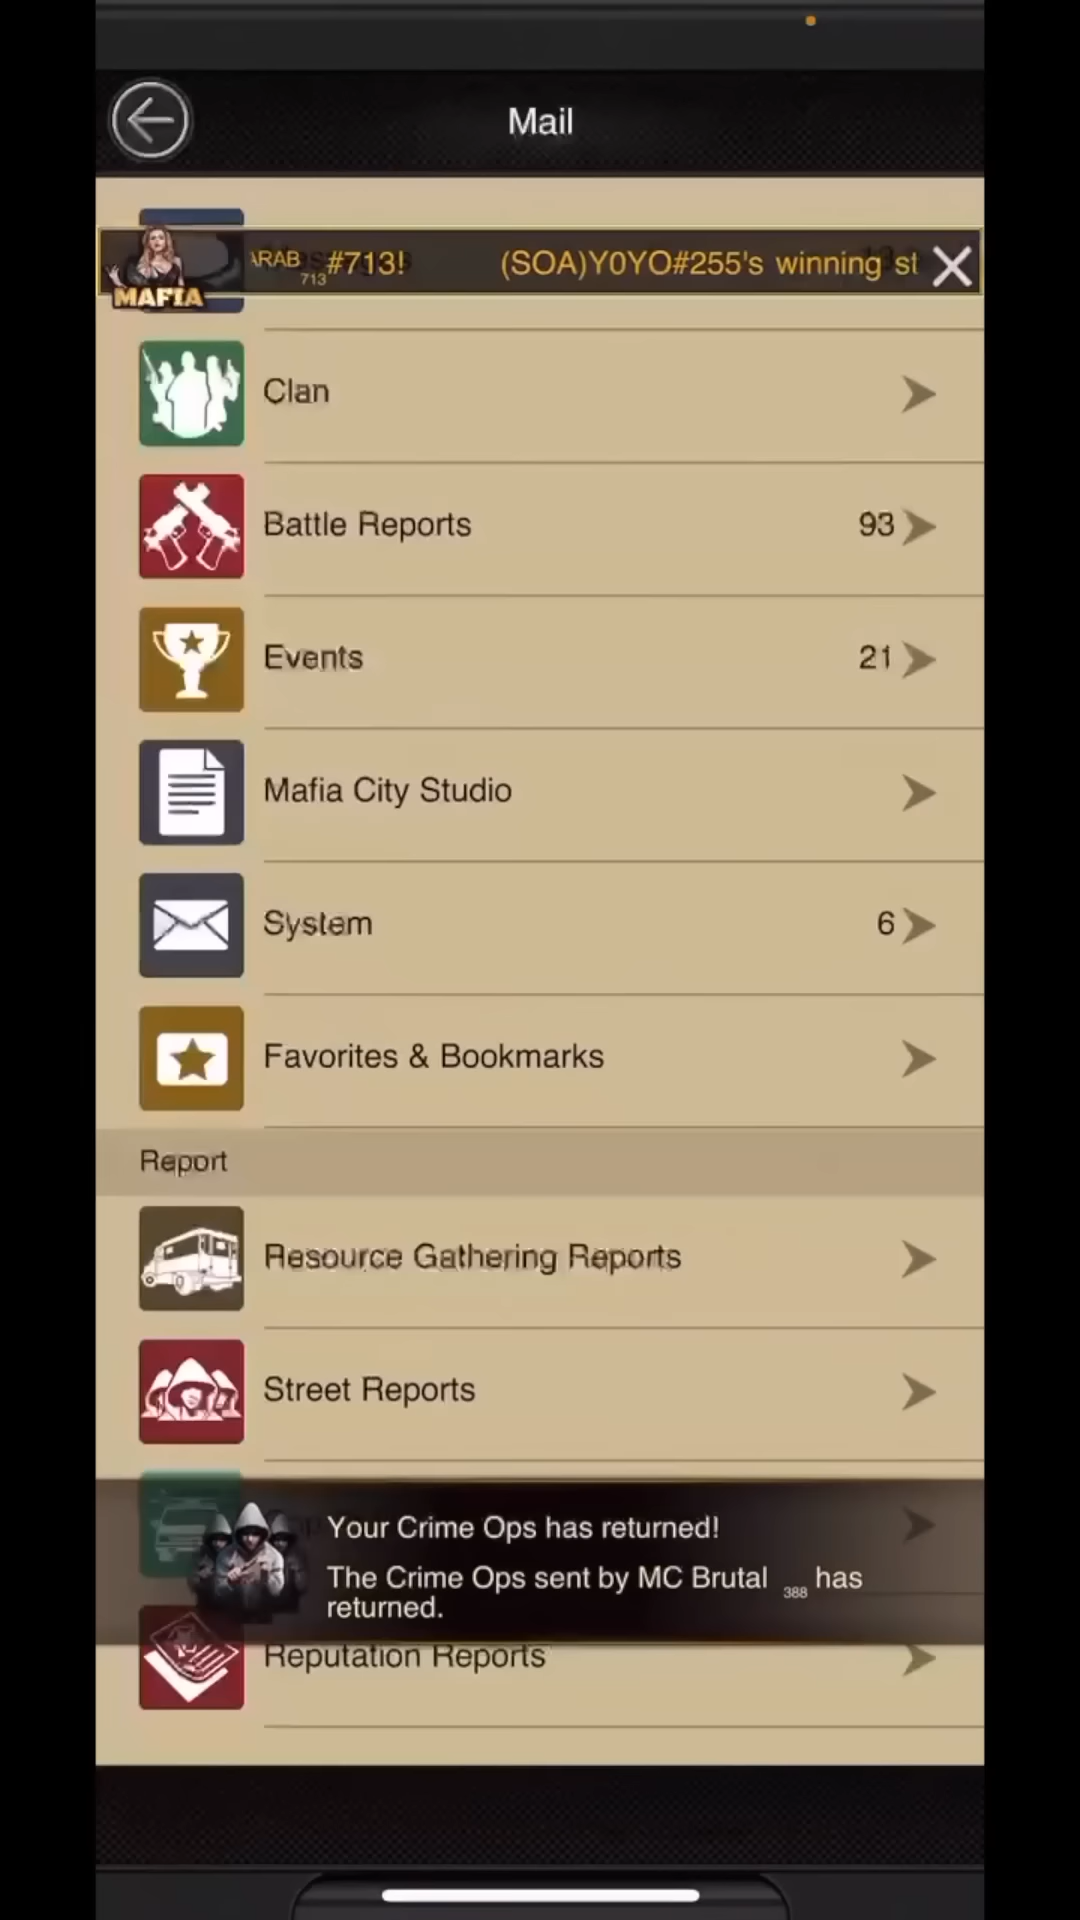 Mail
ARAB 713 #713! (SOA)Y0YO#255's winning st
MAFIA
Clan
Battle Reports 93
Events 21
Mafia City Studio
System 6
Favorites & Bookmarks
Report
Resource Gathering Reports
Street Reports
Your Crime Ops has returned!
The Crime Ops sent by MC Brutal 388 has
returned.
Reputation Reports